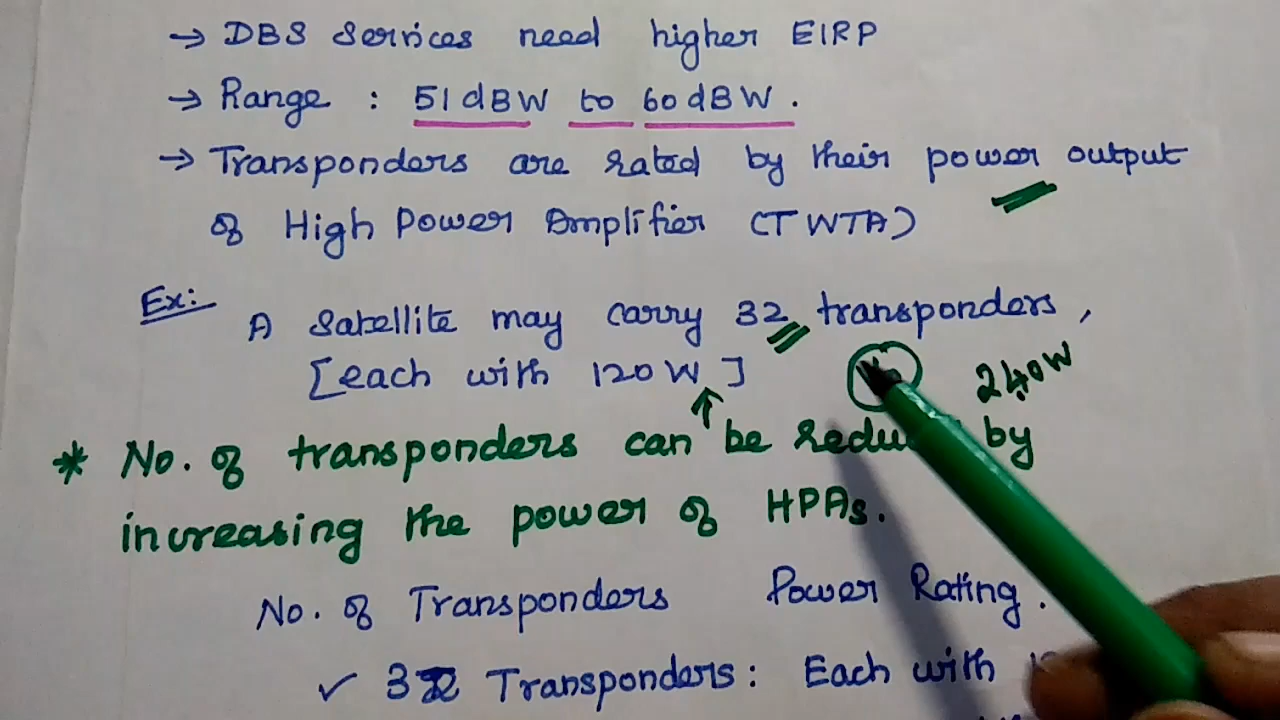 → DBS Services need higher EIRP
→ Range : 51 dBW to 60 dBW .
→ Transponders are rated by their power output
of High Power Amplifier (TWTA)
Ex:- A Satellite may carry 32 transponders ,
[each with 120 W ]
240W
* No. of transponders can be by
increasing the power of HPAs.
No. of Transponders Power Rating .
✓ 32 Transponders : Each with